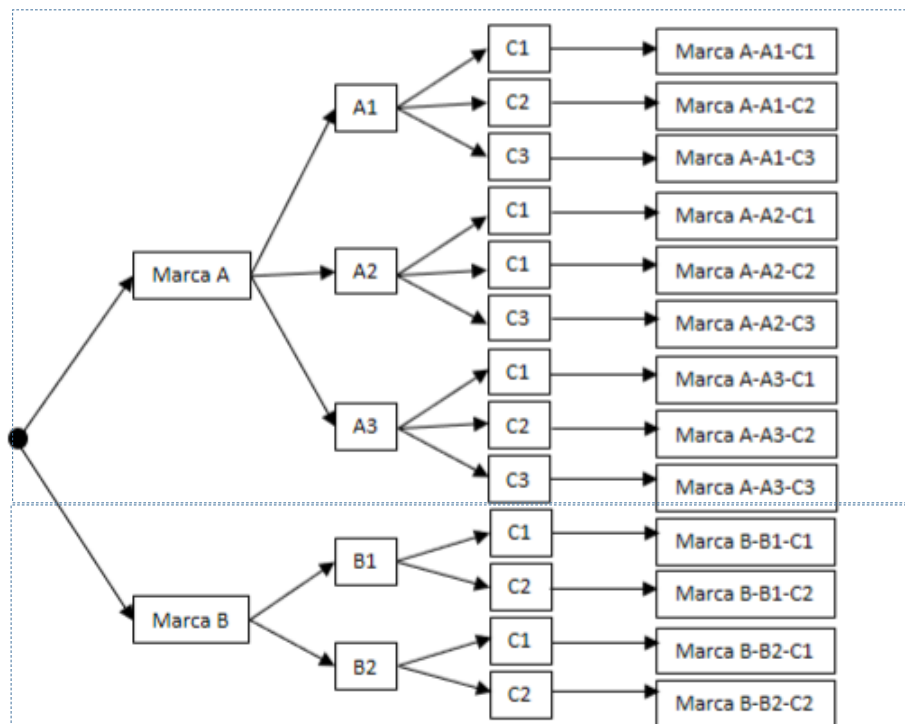 C1
Marca A-A1-C1
A1
C2
Marca A-A1-C2
C3
Marca A-A1-C3
C1
Marca A-A2-C1
Marca A
A2
C1
Marca A-A2-C2
C3
Marca A-A2-C3
C1
Marca A-A3-C1
A3
C2
Marca A-A3-C2
C3
Marca A-A3-C3
C1
Marca B-B1-C1
B1
C2
Marca B-B1-C2
Marca B
C1
Marca B-B2-C1
B2
C2
Marca B-B2-C2